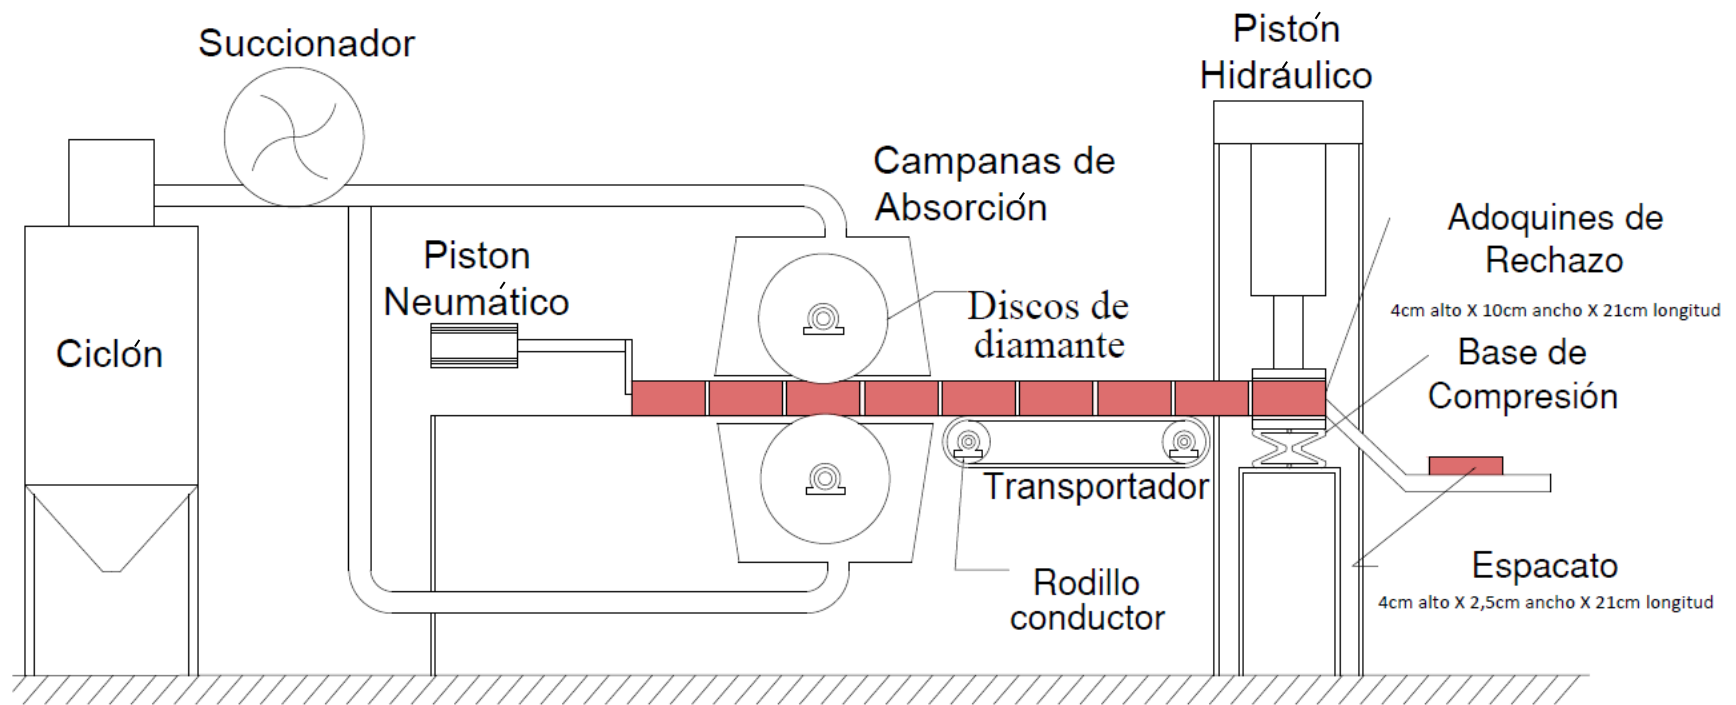 Succionador
Pistón
Hidráulico
Campanas de
Absorción
Adoquines de
Rechazo
4cm alto X 10cm ancho X 21cm longitud
Piston
Neumático
Discos de
diamante
Ciclón
Base de
Compresión
Transportador
Rodillo
conductor
Espacato
4cm alto X 2,5cm ancho X 21cm longitud